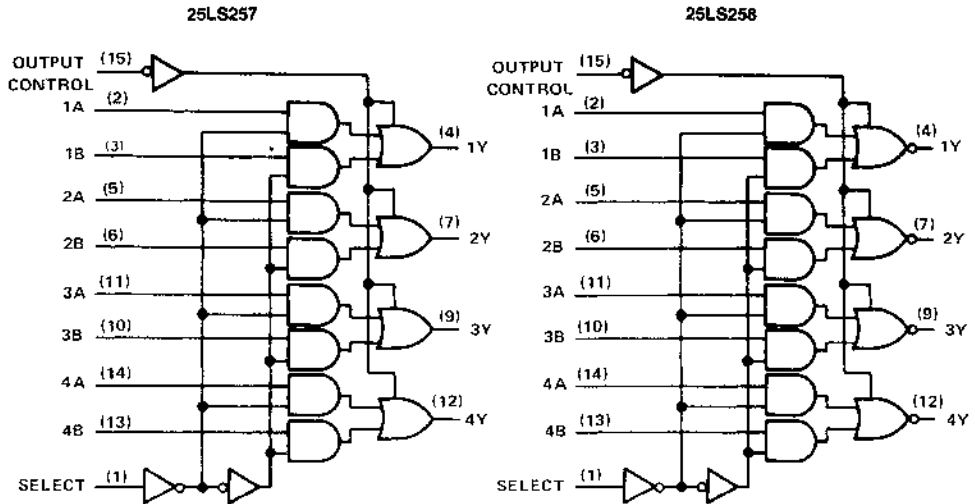 25LS257
OUTPUT CONTROL (15)
1A (2)
1B (3)
2A (5)
2B (6)
3A (11)
3B (10)
4A (14)
4B (13)
SELECT (1)
(4) 1Y
(7) 2Y
(9) 3Y
(12) 4Y
25LS258
OUTPUT CONTROL (15)
1A (2)
1B (3)
2A (5)
2B (6)
3A (11)
3B (10)
4A (14)
4B (13)
SELECT (1)
(4) 1Y
(7) 2Y
(9) 3Y
(12) 4Y